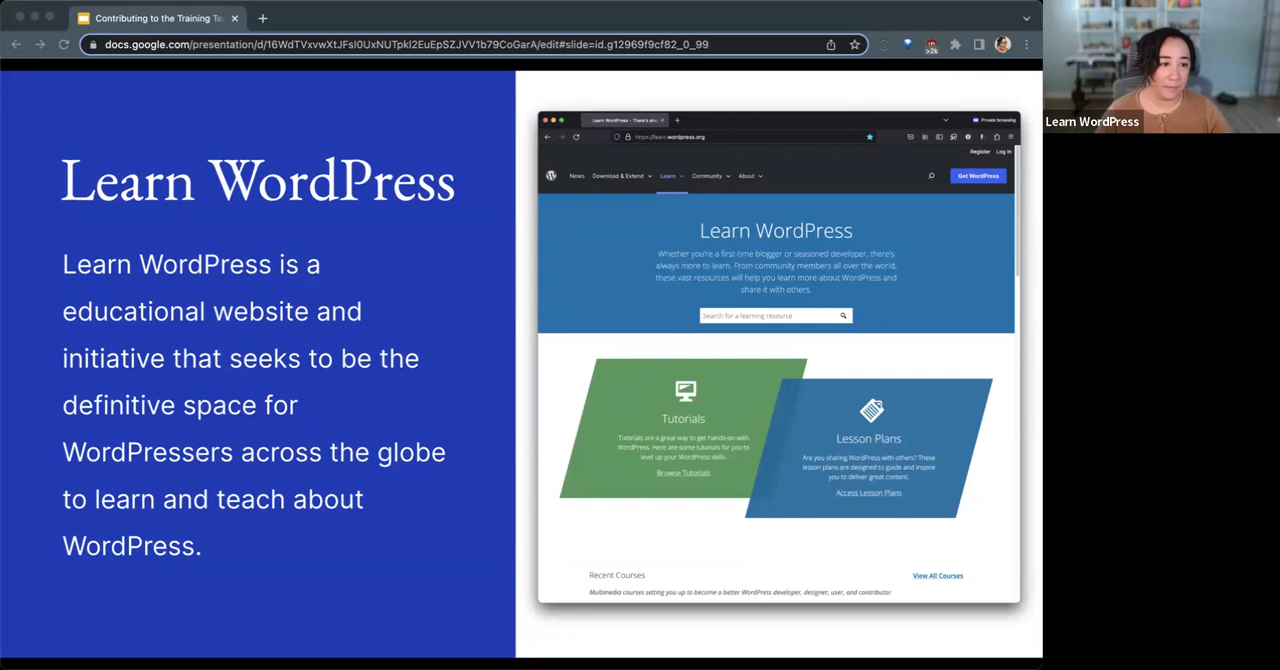 Contributing to the Training Te
docs.google.com/presentation/d/16WdTVxvwXtJFsI0UxNUTpkI2EuEpSZJVV1b79CoGarA/edit#slide=id.g12969f9cf82_0_99
>2k
Learn WordPress
Learn WordPress is a
educational website and
initiative that seeks to be the
definitive space for
WordPressers across the globe
to learn and teach about
WordPress.
Learn WordPress - There's alwa
Private browsing
https://learn.wordpress.org
Register Log In
News Download & Extend Learn Community About
Get WordPress
Learn WordPress
Whether you're a first-time blogger or seasoned developer, there's
always more to learn. From community members all over the world,
these vast resources will help you learn more about WordPress and
share it with others.
Search for a learning resource
Tutorials
Tutorials are a great way to get hands-on with
WordPress. Here are some tutorials for you to
level up your WordPress skills.
Browse Tutorials
Lesson Plans
Are you sharing WordPress with others? These
lesson plans are designed to guide and inspire
you to deliver great content.
Access Lesson Plans
Recent Courses
View All Courses
Multimedia courses setting you up to become a better WordPress developer, designer, user, and contributor.
Learn WordPress